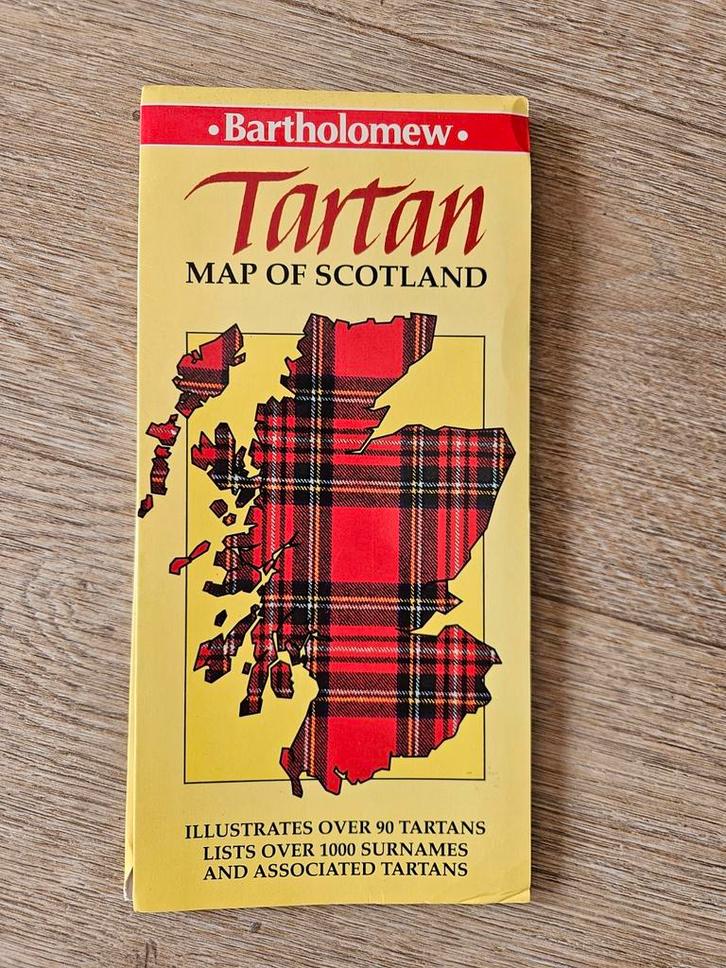 • Bartholomew •
Tartan
MAP OF SCOTLAND
ILLUSTRATES OVER 90 TARTANS
LISTS OVER 1000 SURNAMES
AND ASSOCIATED TARTANS